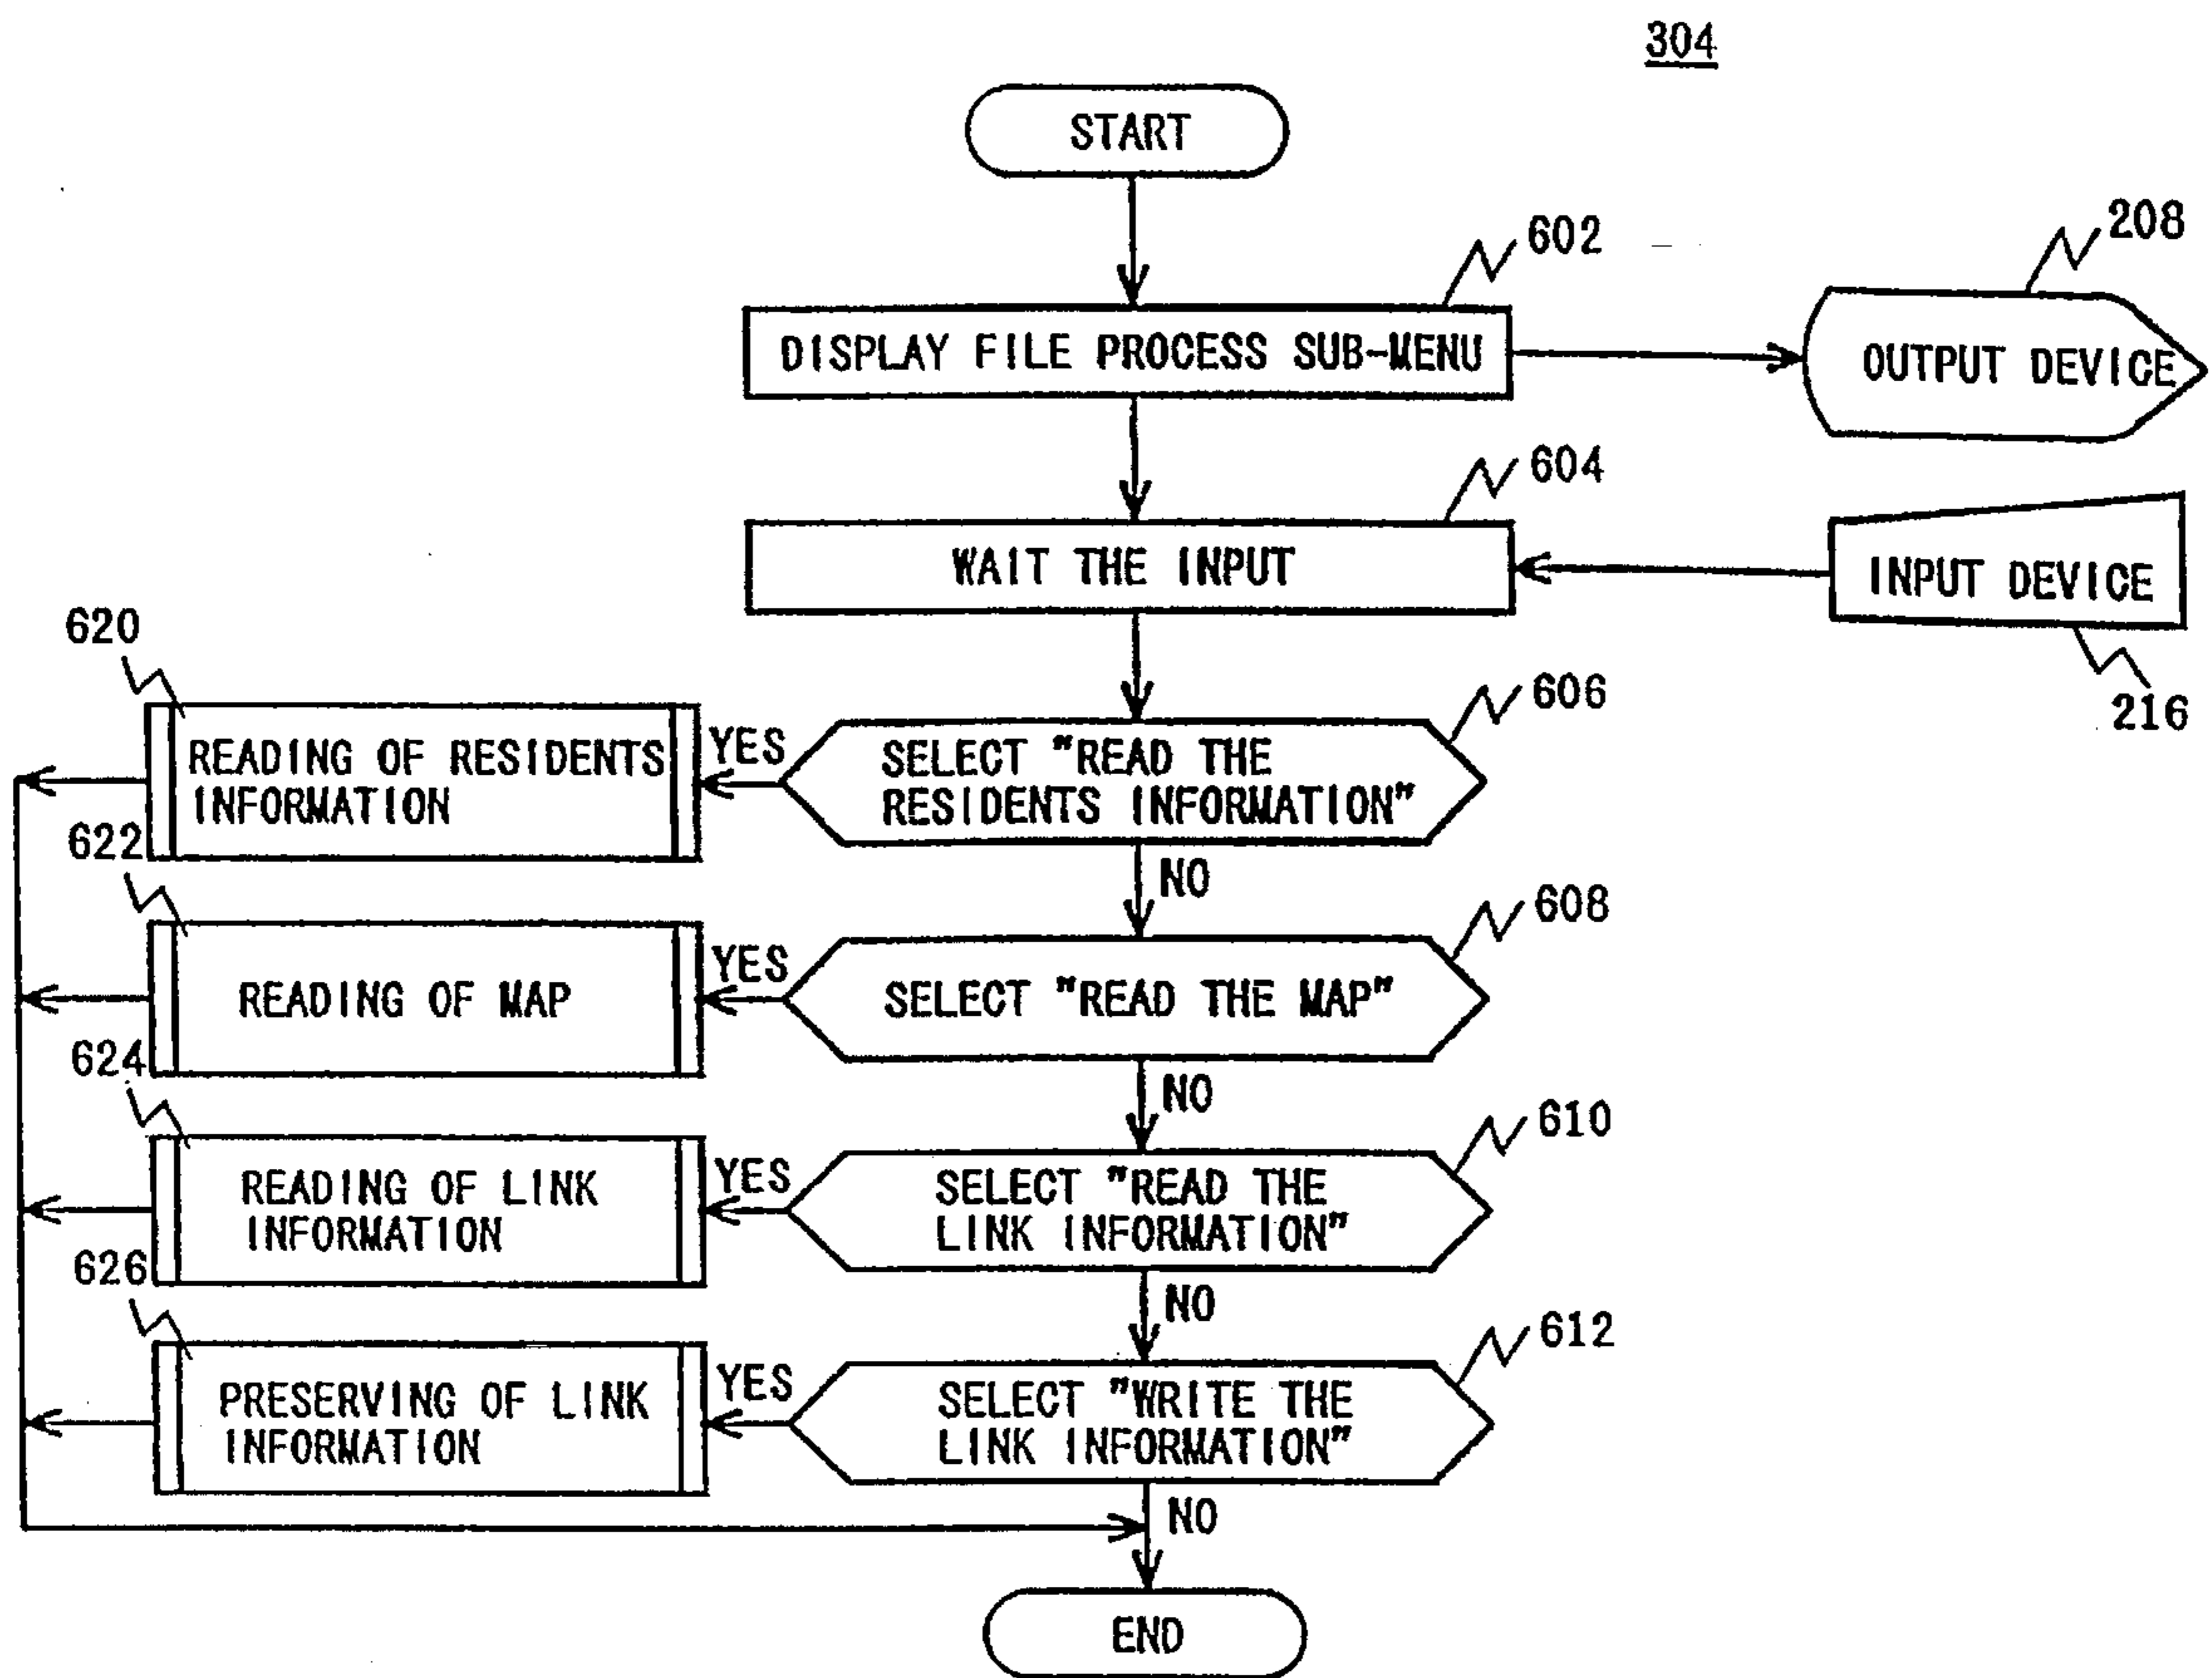 304
START
602
208
DISPLAY FILE PROCESS SUB-MENU
OUTPUT DEVICE
604
WAIT THE INPUT
INPUT DEVICE
216
620
606
READING OF RESIDENTS
INFORMATION
YES
SELECT "READ THE
RESIDENTS INFORMATION"
NO
622
608
READING OF MAP
YES
SELECT "READ THE MAP"
NO
624
610
READING OF LINK
INFORMATION
YES
SELECT "READ THE
LINK INFORMATION"
NO
626
612
PRESERVING OF LINK
INFORMATION
YES
SELECT "WRITE THE
LINK INFORMATION"
NO
END